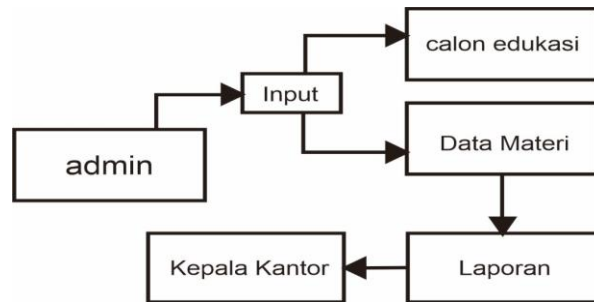 calon edukasi
Input
Data Materi
admin
Kepala Kantor
Laporan